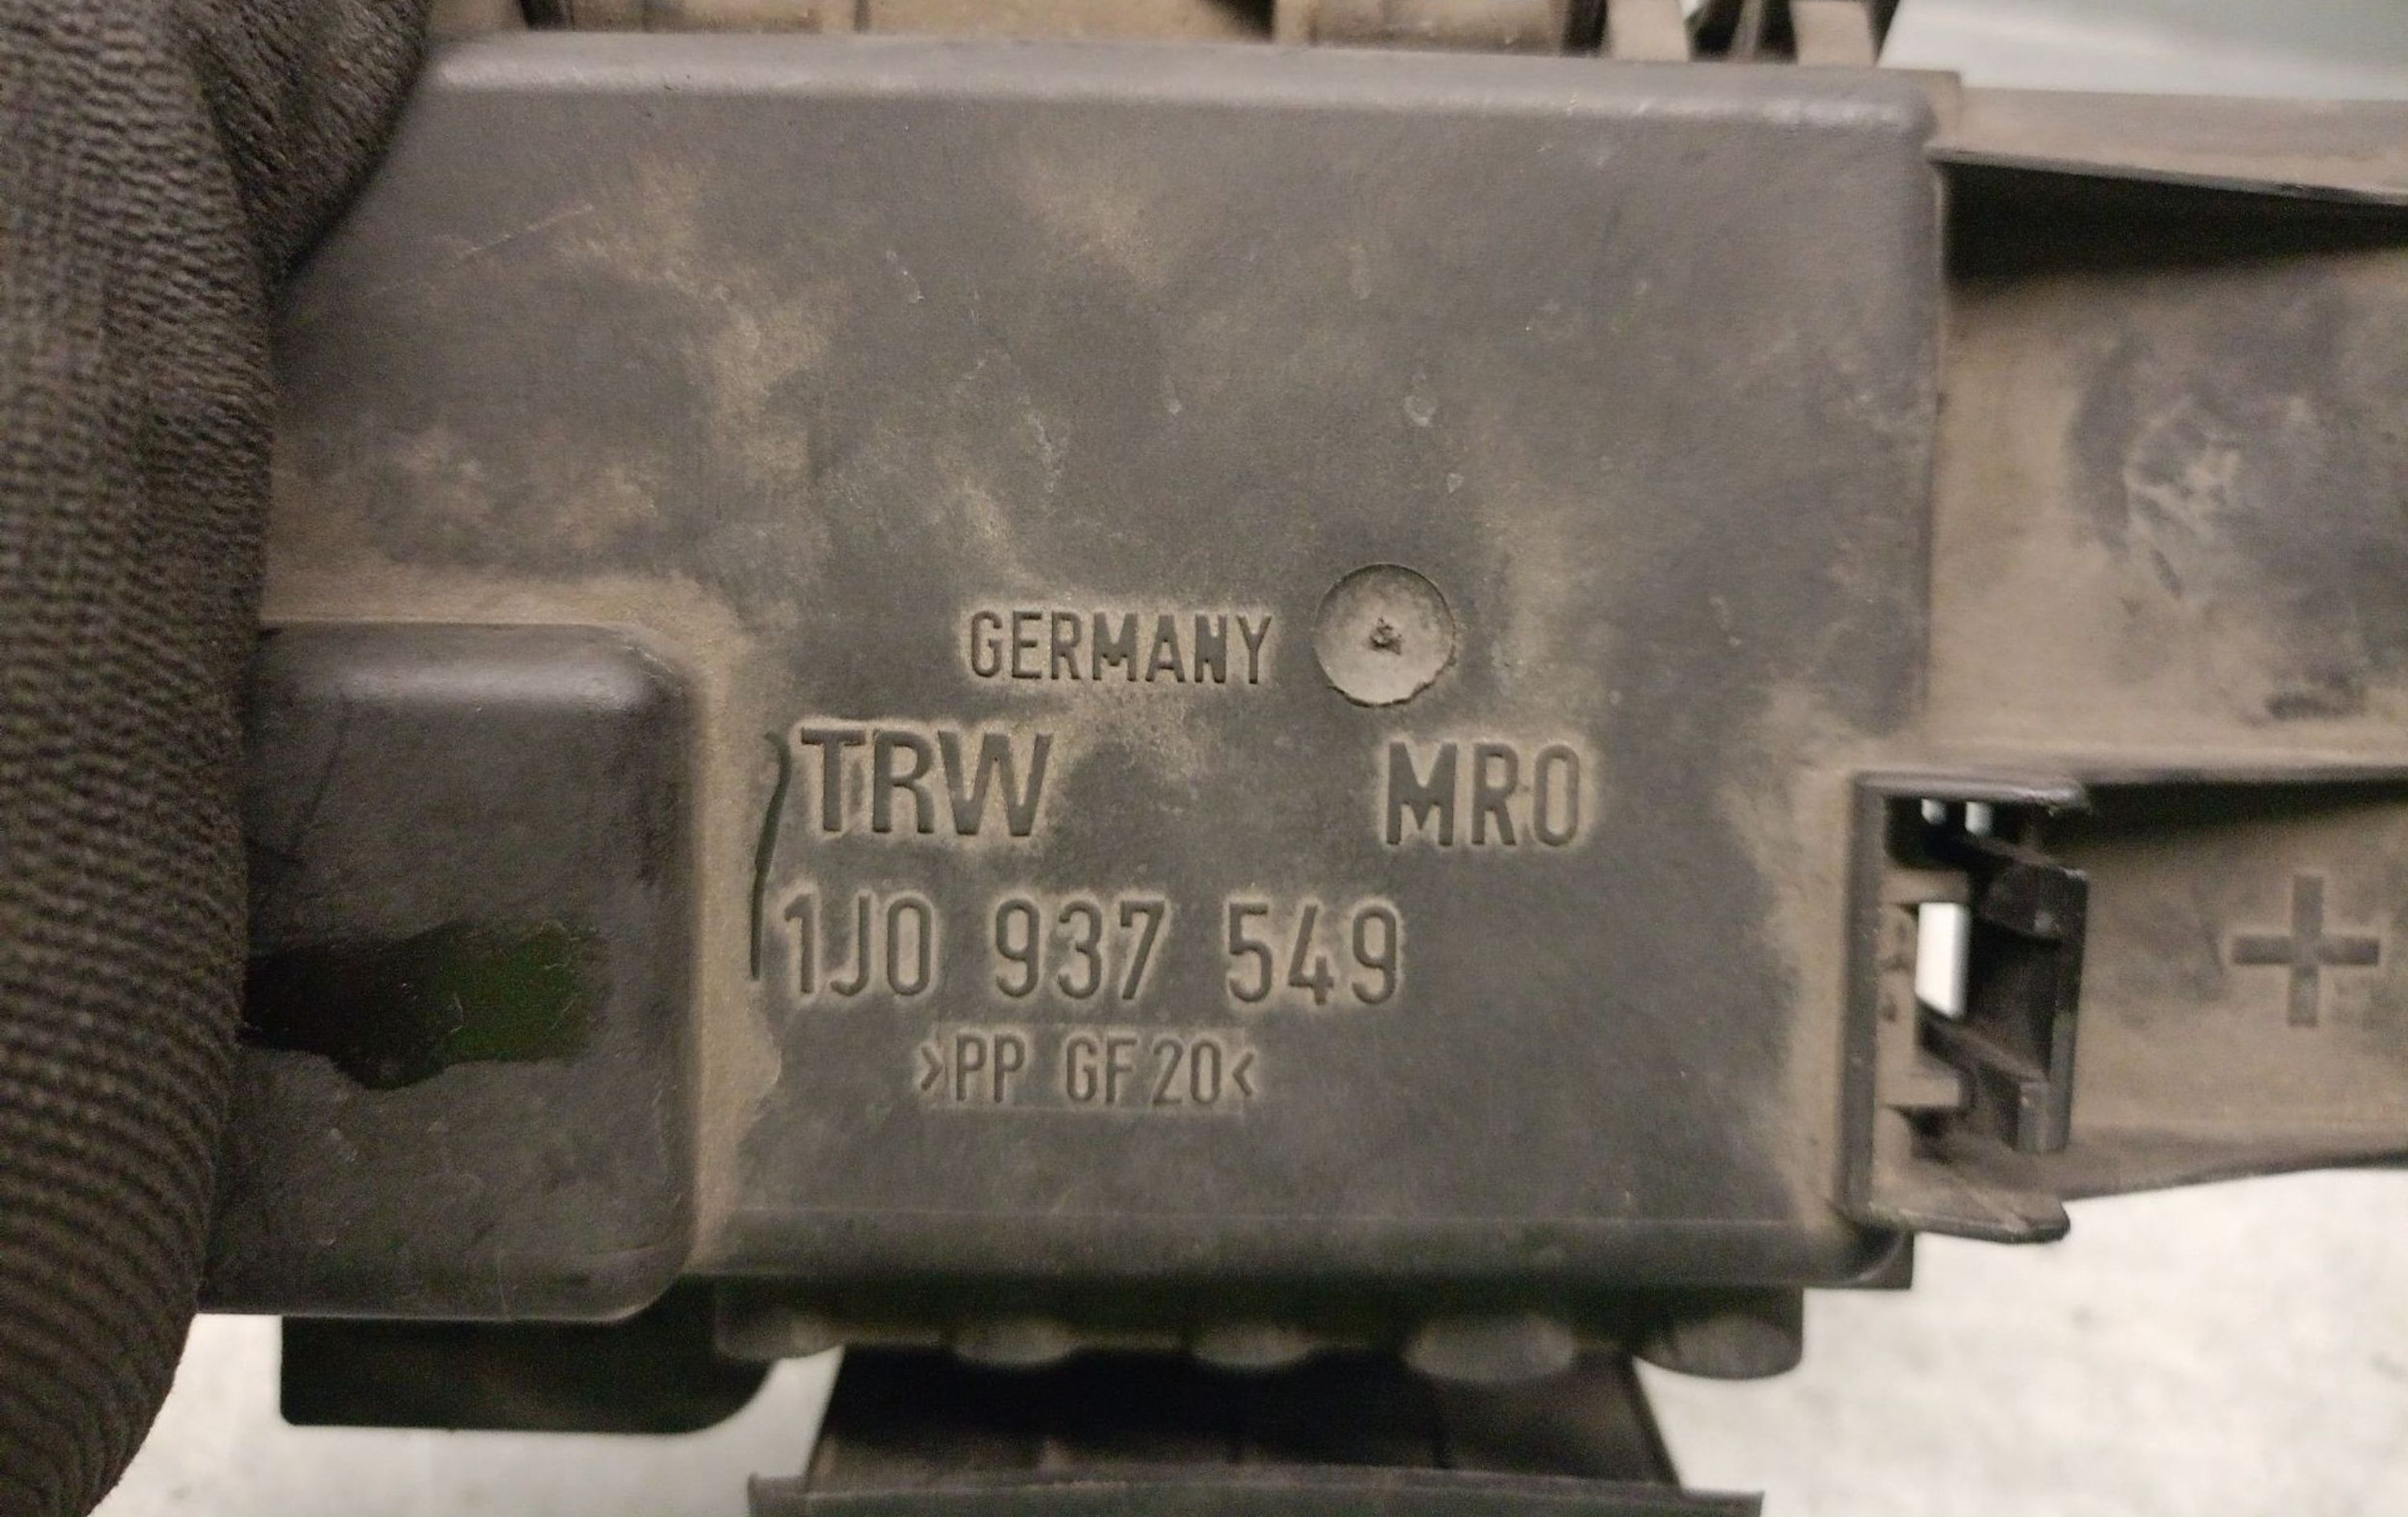 GERMANY
TRW MRO
1J0 937 549
>PP GF20<
+